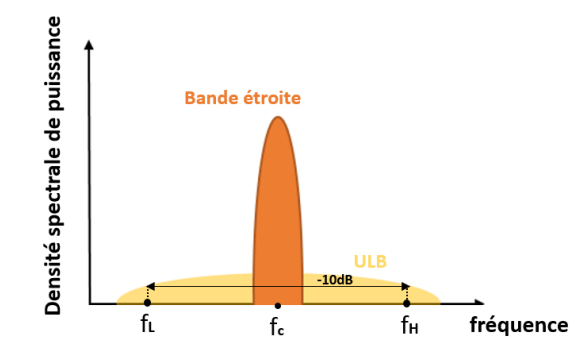 Densité spectrale de puissance
Bande étroite
ULB
-10dB
fL
fc
fH
fréquence